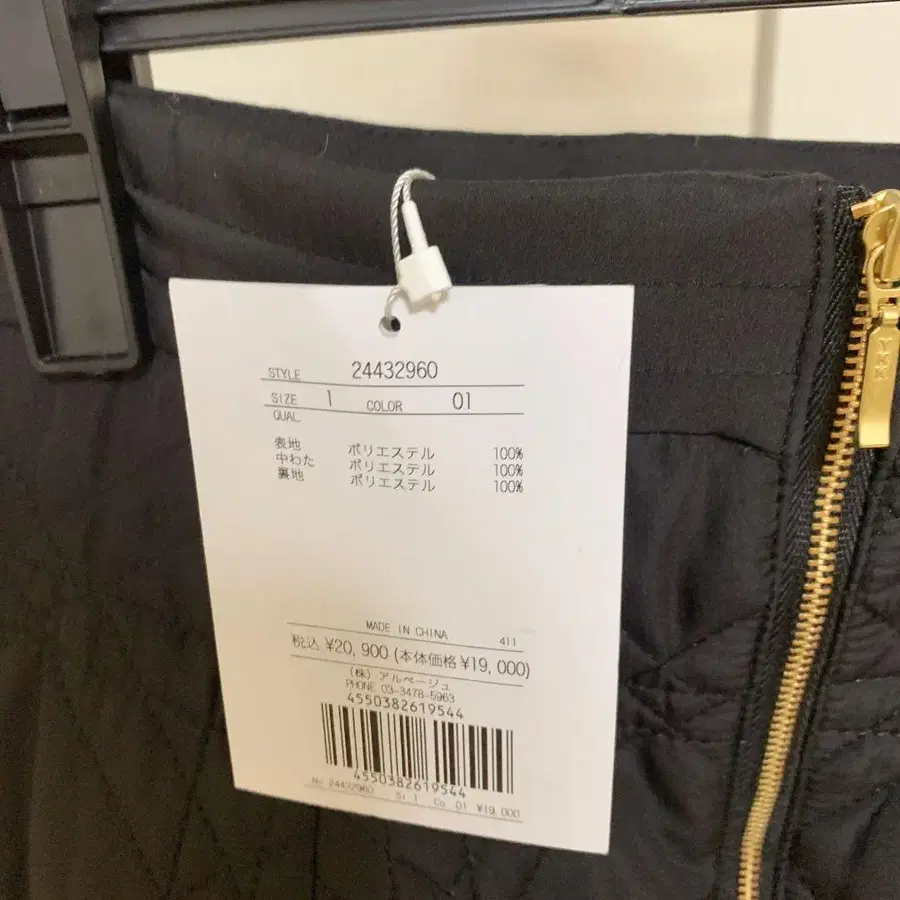 STYLE 24432960
SIZE 1 COLOR 01
QUAL.
表地 ポリエステル 100%
中わた ポリエステル 100%
裏地 ポリエステル 100%
MADE IN CHINA 411
税込 ¥20,900 (本体価格¥19,000)
(株) アルページュ
PHONE 03-3478-5963
4550382619544
4550382619544
No 24432960 Si 1 Co 01 ¥19,000
YKK